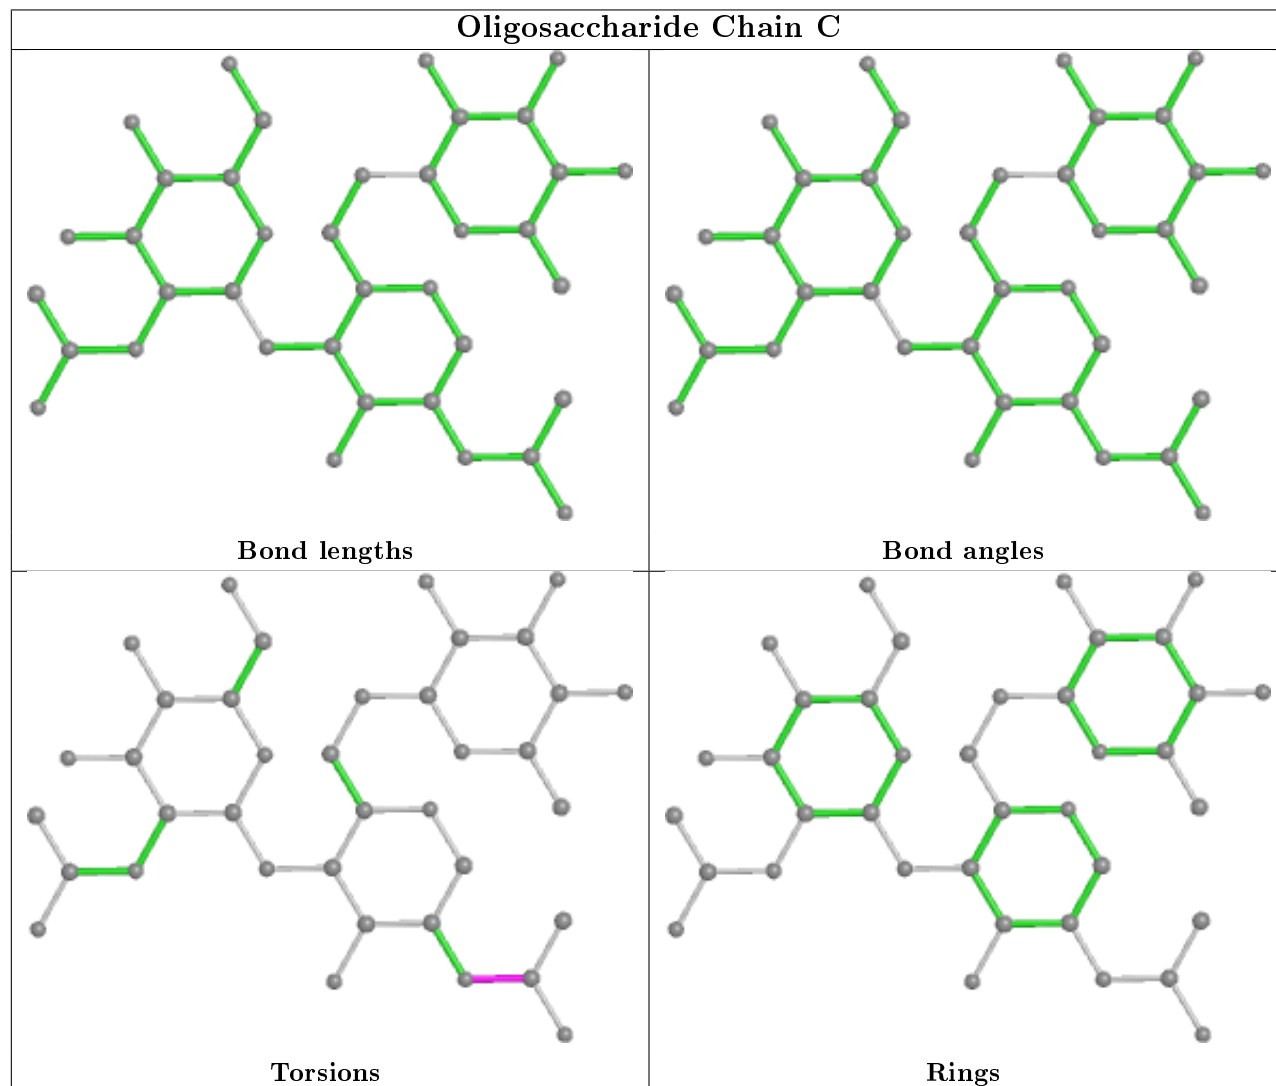 Oligosaccharide Chain C
Bond lengths
Bond angles
Torsions
Rings